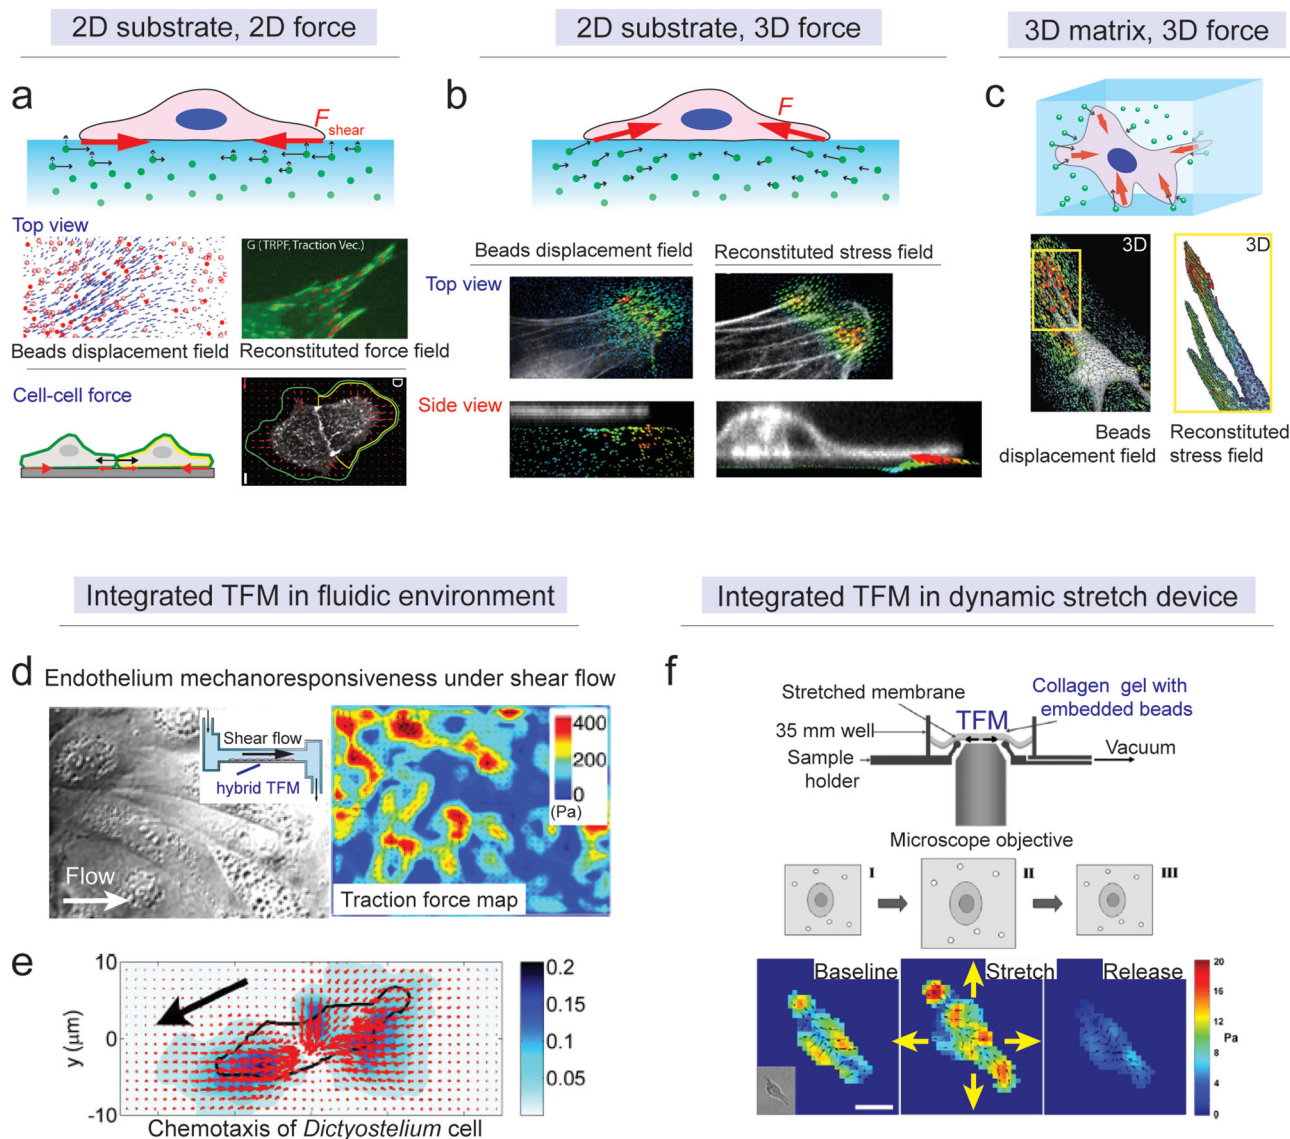 2D substrate, 2D force
2D substrate, 3D force
3D matrix, 3D force
a
F shear
Top view
G (TRPF, Traction Vec.)
Beads displacement field
Reconstituted force field
Cell-cell force
D
b
F
Beads displacement field
Reconstituted stress field
Top view
Side view
c
3D
3D
Beads
displacement field
Reconstituted
stress field
Integrated TFM in fluidic environment
Integrated TFM in dynamic stretch device
d
Endothelium mechanoresponsiveness under shear flow
Shear flow
hybrid TFM
Flow
400
200
0
(Pa)
Traction force map
e
10
0
-10
y (µm)
0.2
0.15
0.1
0.05
Chemotaxis of Dictyostelium cell
f
Stretched membrane
TFM
Collagen gel with
embedded beads
35 mm well
Sample
holder
Vacuum
Microscope objective
I
II
III
Baseline
Stretch
Release
20
16
12
Pa
8
4
0